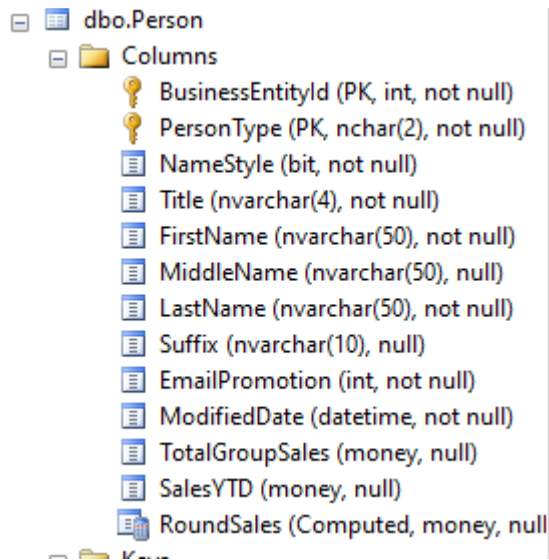 dbo.Person
Columns
BusinessEntityId (PK, int, not null)
PersonType (PK, nchar(2), not null)
NameStyle (bit, not null)
Title (nvarchar(4), not null)
FirstName (nvarchar(50), not null)
MiddleName (nvarchar(50), null)
LastName (nvarchar(50), not null)
Suffix (nvarchar(10), null)
EmailPromotion (int, not null)
ModifiedDate (datetime, not null)
TotalGroupSales (money, null)
SalesYTD (money, null)
RoundSales (Computed, money, null